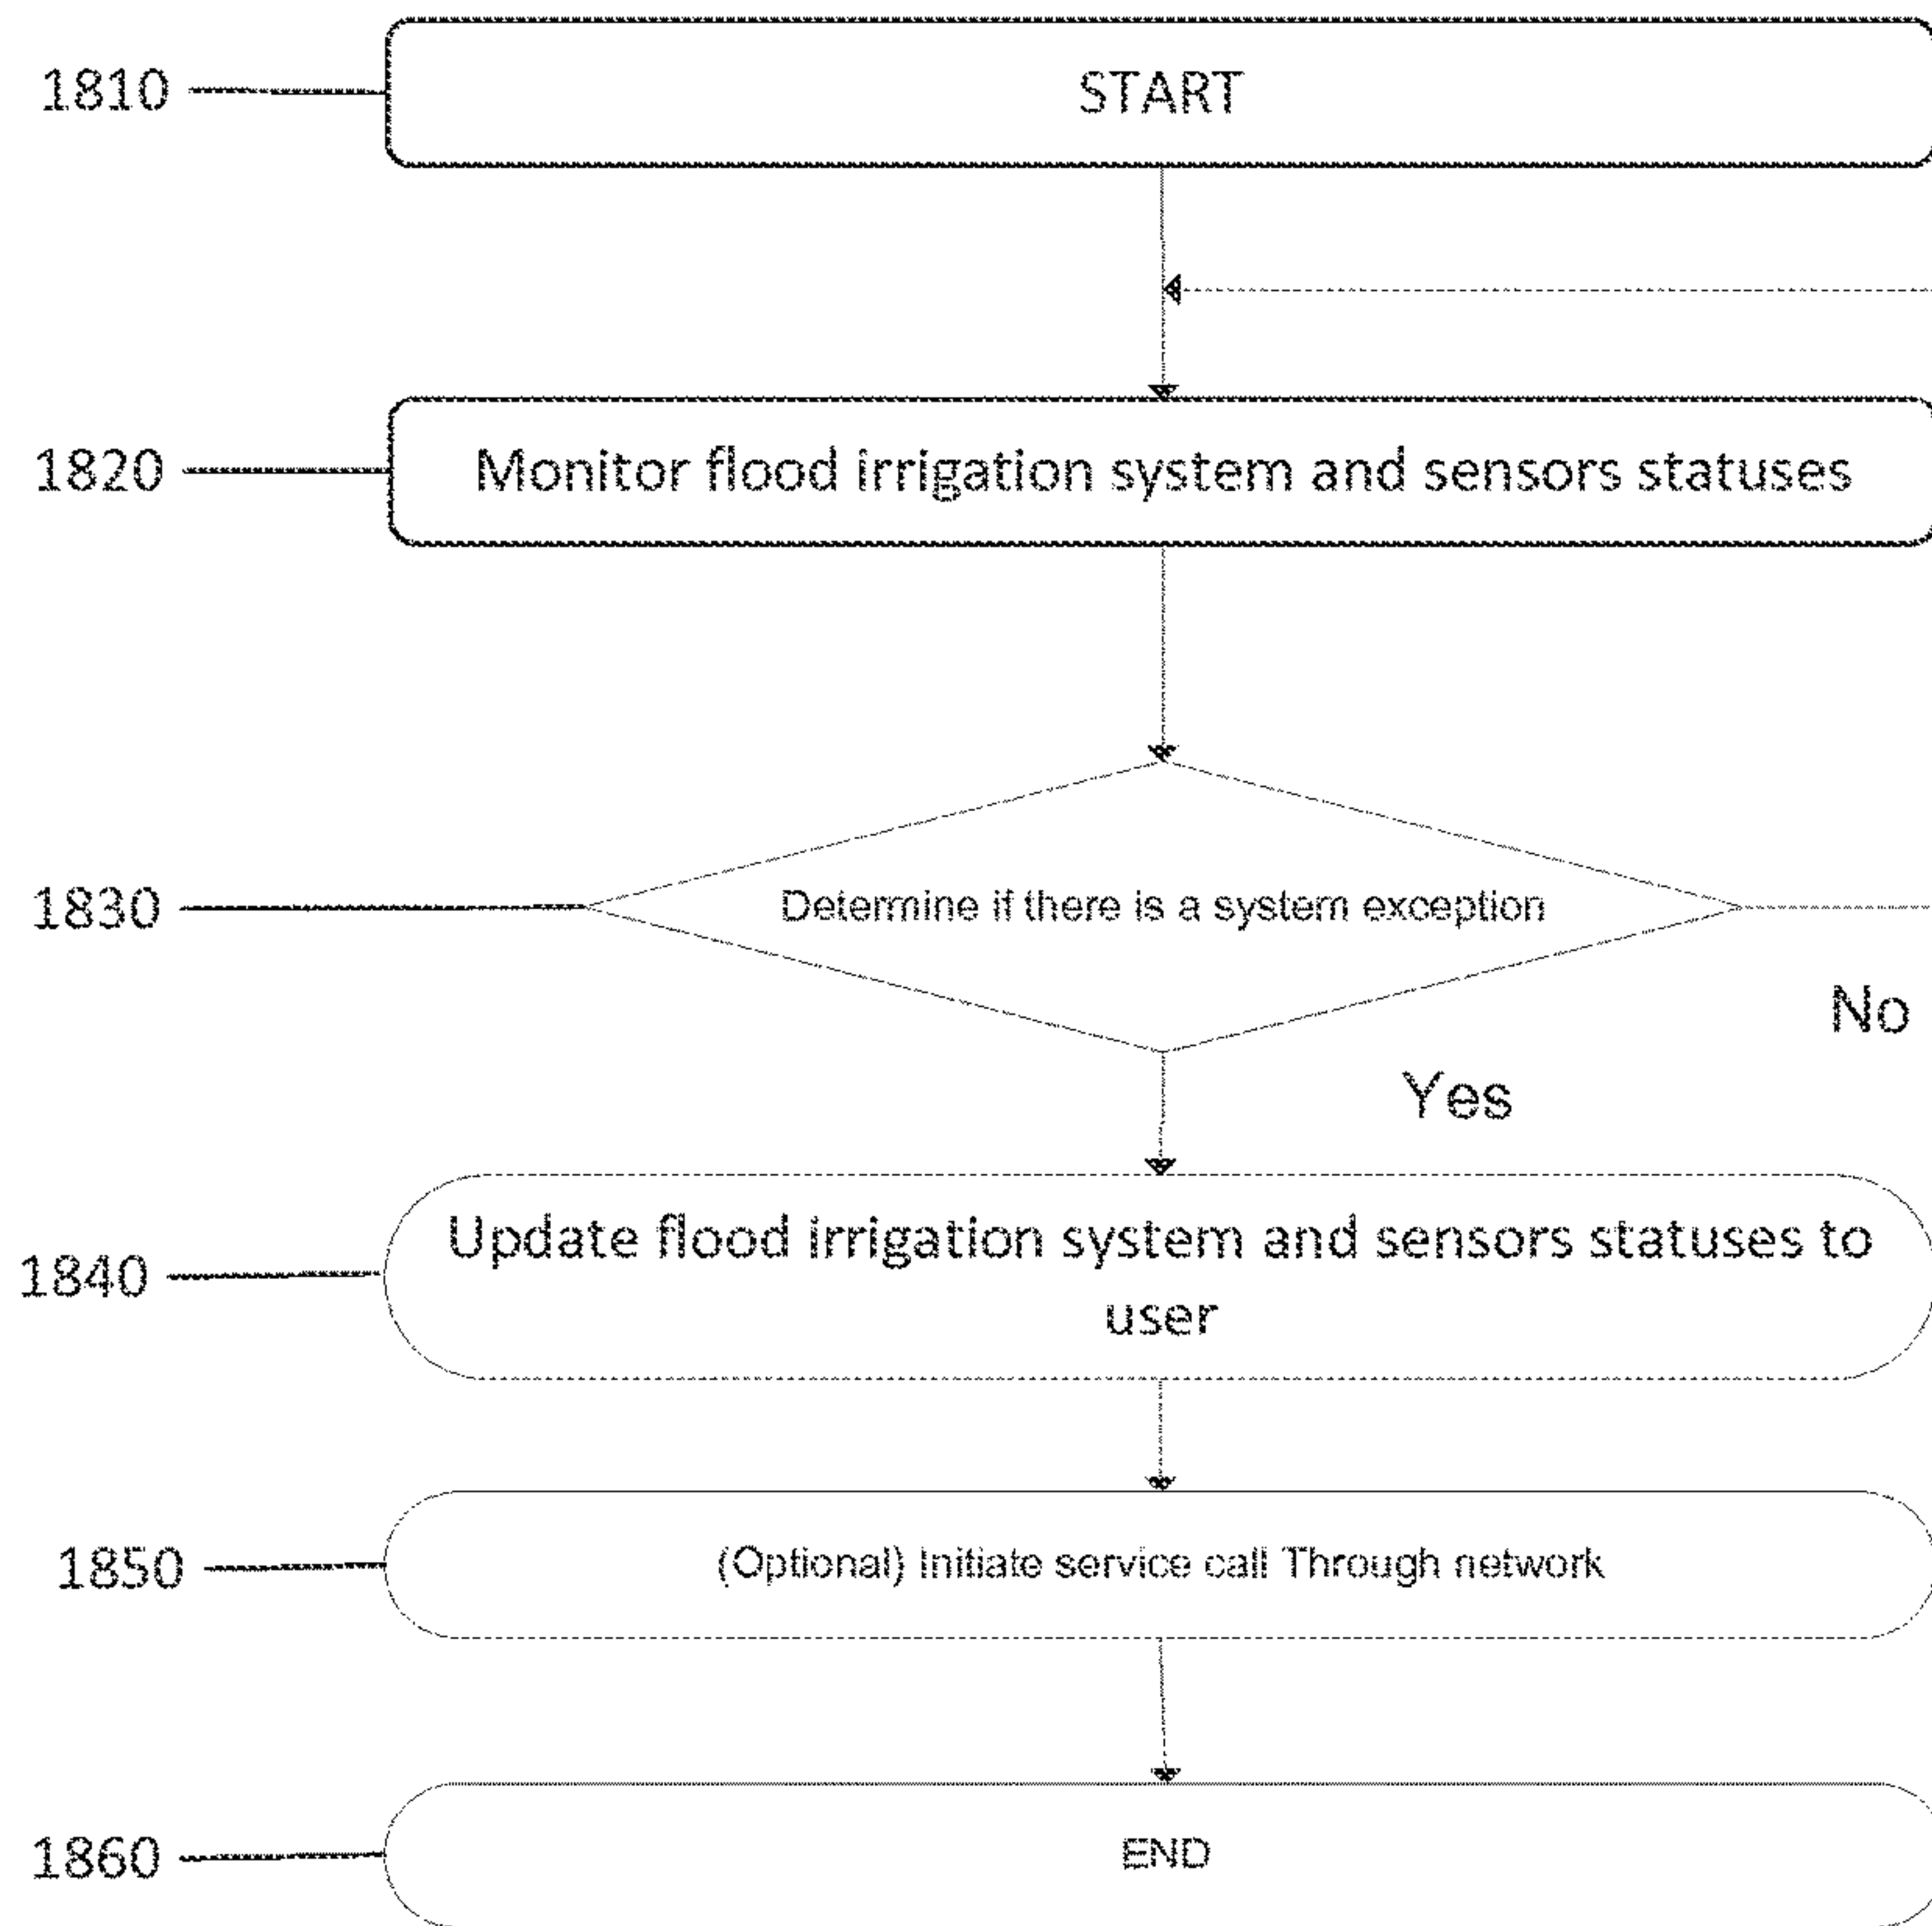 1810
START
1820
Monitor flood irrigation system and sensors statuses
1830
Determine if there is a system exception
No
Yes
1840
Update flood irrigation system and sensors statuses to
user
1850
(Optional) Initiate service call Through network
1860
END